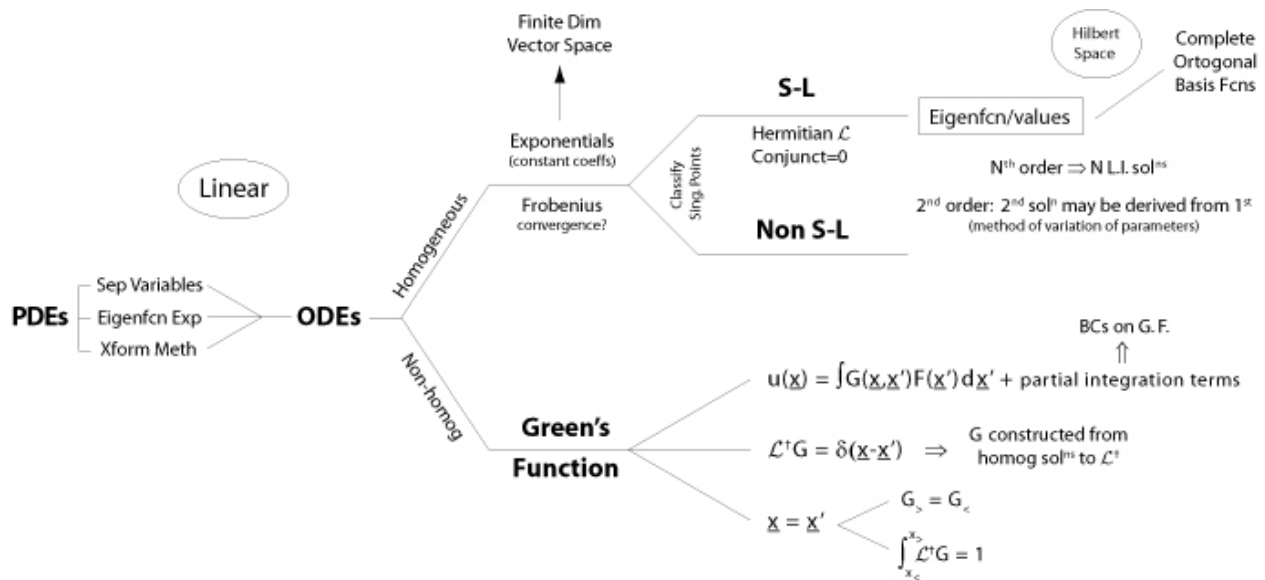 Finite Dim
Vector Space
Hilbert
Space
Complete
Ortogonal
Basis Fcns
S-L
Eigenfcn/values
Exponentials
(constant coeffs)
Hermitian ℒ
Conjunct=0
Linear
Classify
Sing. Points
Nᵗʰ order ⇒ N L.I. solⁿˢ
Homogeneous
Frobenius
convergence?
2ⁿᵈ order: 2ⁿᵈ solⁿ may be derived from 1ˢᵗ
(method of variation of parameters)
Non S-L
Sep Variables
PDEs
Eigenfcn Exp
ODEs
Xform Meth
BCs on G. F.
⇑
Non-homog
u(x) = ∫G(x,x′)F(x′) dx′ + partial integration terms
Green's
Function
ℒ†G = δ(x-x′) ⇒ G constructed from
homog solⁿˢ to ℒ†
x = x′
G> = G<
∫x<x> ℒ†G = 1